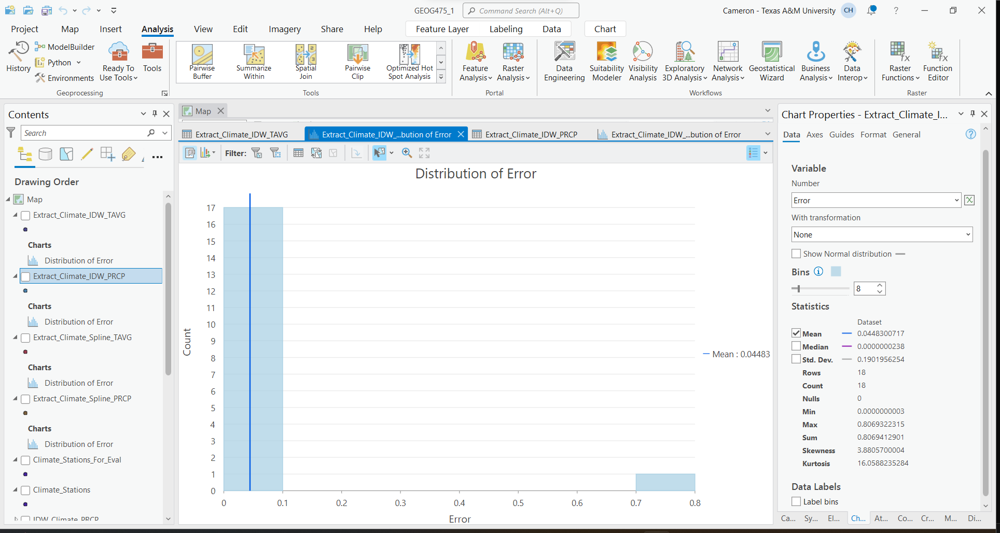 GEOG475_1
Command Search (Alt+Q)
Cameron - Texas A&M University
CH
?
Project
Map
Insert
Analysis
View
Edit
Imagery
Share
Help
Feature Layer
Labeling
Data
Chart
History
ModelBuilder
Python
Environments
Ready To
Use Tools
Tools
Geoprocessing
Pairwise
Buffer
Summarize
Within
Spatial
Join
Pairwise
Clip
Optimized Hot
Spot Analysis
Tools
Feature
Analysis
Raster
Analysis
Portal
Data
Engineering
Suitability
Modeler
Visibility
Analysis
Exploratory
3D Analysis
Network
Analysis
Geostatistical
Wizard
Business
Analysis
Data
Interop
Workflows
Raster
Functions
Function
Editor
Raster
Contents
Search
Drawing Order
Map
Extract_Climate_IDW_TAVG
Charts
Distribution of Error
Extract_Climate_IDW_PRCP
Charts
Distribution of Error
Extract_Climate_Spline_TAVG
Charts
Distribution of Error
Extract_Climate_Spline_PRCP
Charts
Distribution of Error
Climate_Stations_For_Eval
Climate_Stations
IDW_Climate_PRCP
Map
Extract_Climate_IDW_TAVG
Extract_Climate_IDW_...bution of Error
Extract_Climate_IDW_PRCP
Extract_Climate_IDW_...bution of Error
Filter:
Distribution of Error
17
16
15
14
13
12
11
10
9
8
7
6
5
4
3
2
1
0
Count
0 0.1 0.2 0.3 0.4 0.5 0.6 0.7 0.8
Error
Mean : 0.04483
Chart Properties - Extract_Climate_I...
Data Axes Guides Format General
?
Variable
Number
Error
With transformation
None
Show Normal distribution
Bins
8
Statistics
Dataset
Mean 0.0448300717
Median 0.0000000238
Std. Dev. 0.1901956254
Rows 18
Count 18
Nulls 0
Min 0.0000000003
Max 0.8069322315
Sum 0.8069412901
Skewness 3.8805700004
Kurtosis 16.0588235284
Data Labels
Label bins
Ca... Sy... El... Ch... At... Co... Cr... M... Di...